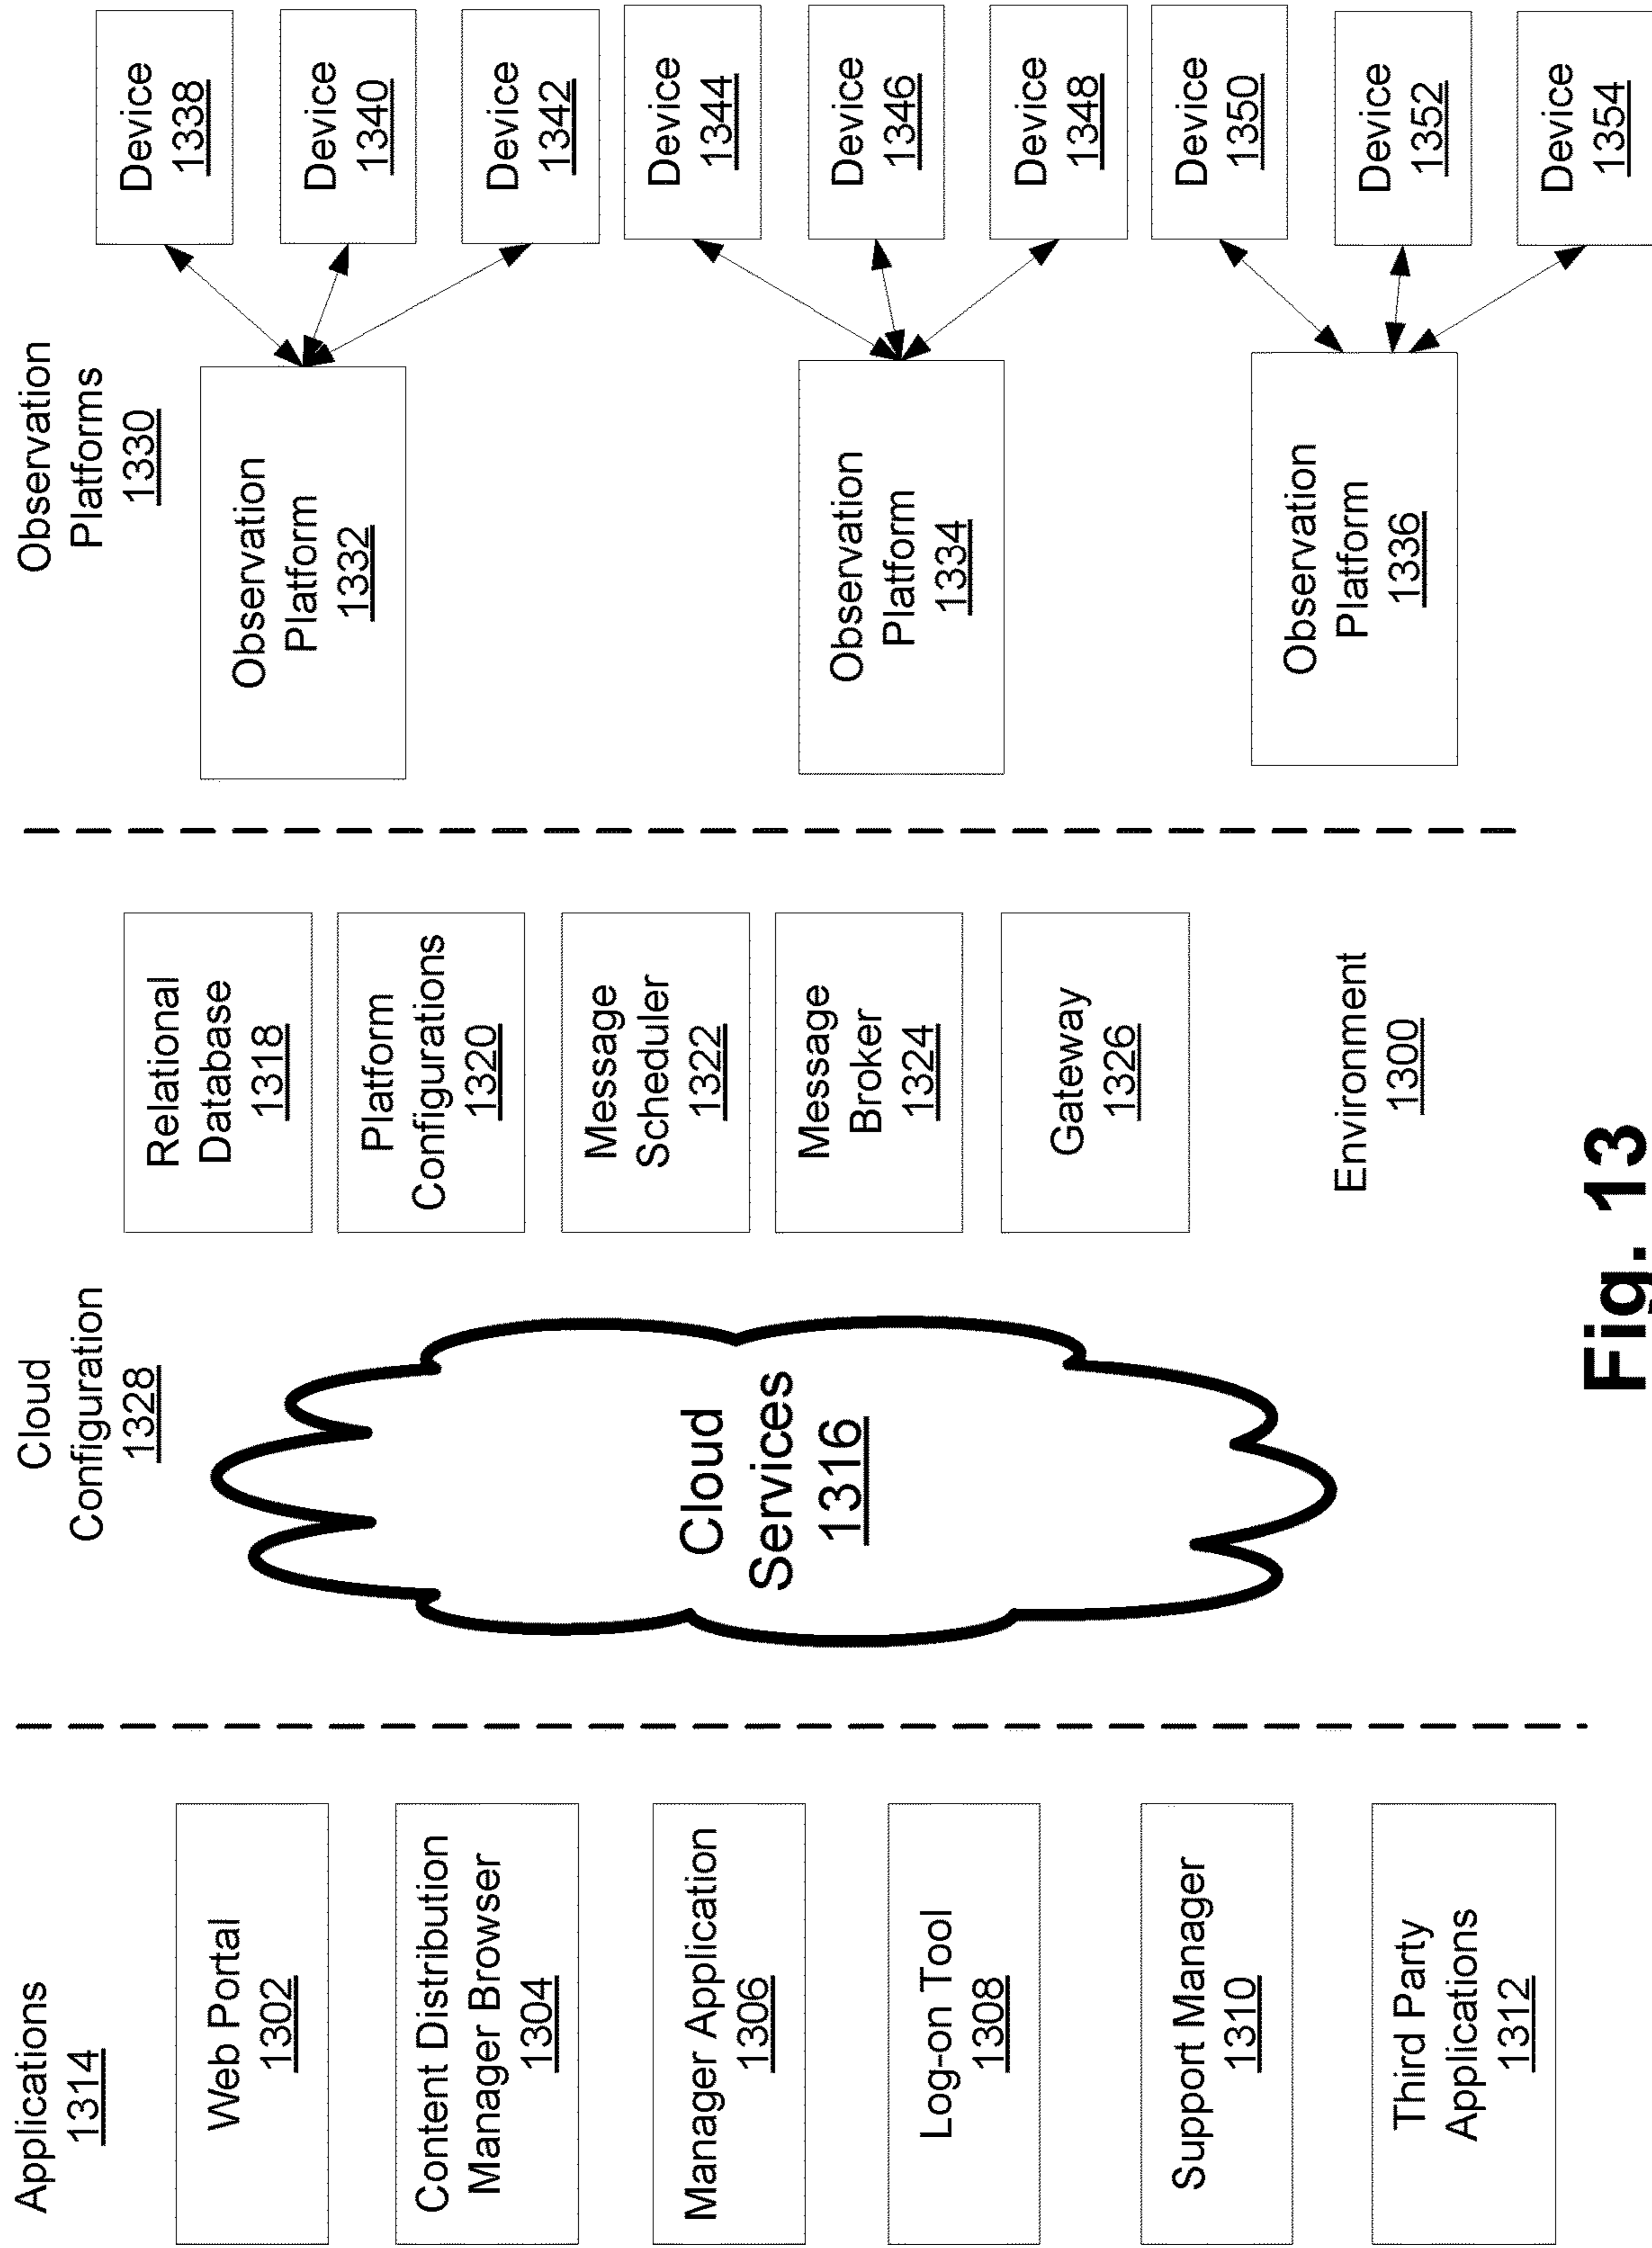 Applications
1314
Web Portal
1302
Content Distribution
Manager Browser
1304
Manager Application
1306
Log-on Tool
1308
Support Manager
1310
Third Party
Applications
1312
Cloud
Configuration
1328
Cloud
Services
1316
Relational
Database
1318
Platform
Configurations
1320
Message
Scheduler
1322
Message
Broker
1324
Gateway
1326
Environment
1300
Observation
Platforms
1330
Observation
Platform
1332
Observation
Platform
1334
Observation
Platform
1336
Device
1338
Device
1340
Device
1342
Device
1344
Device
1346
Device
1348
Device
1350
Device
1352
Device
1354
Fig. 13